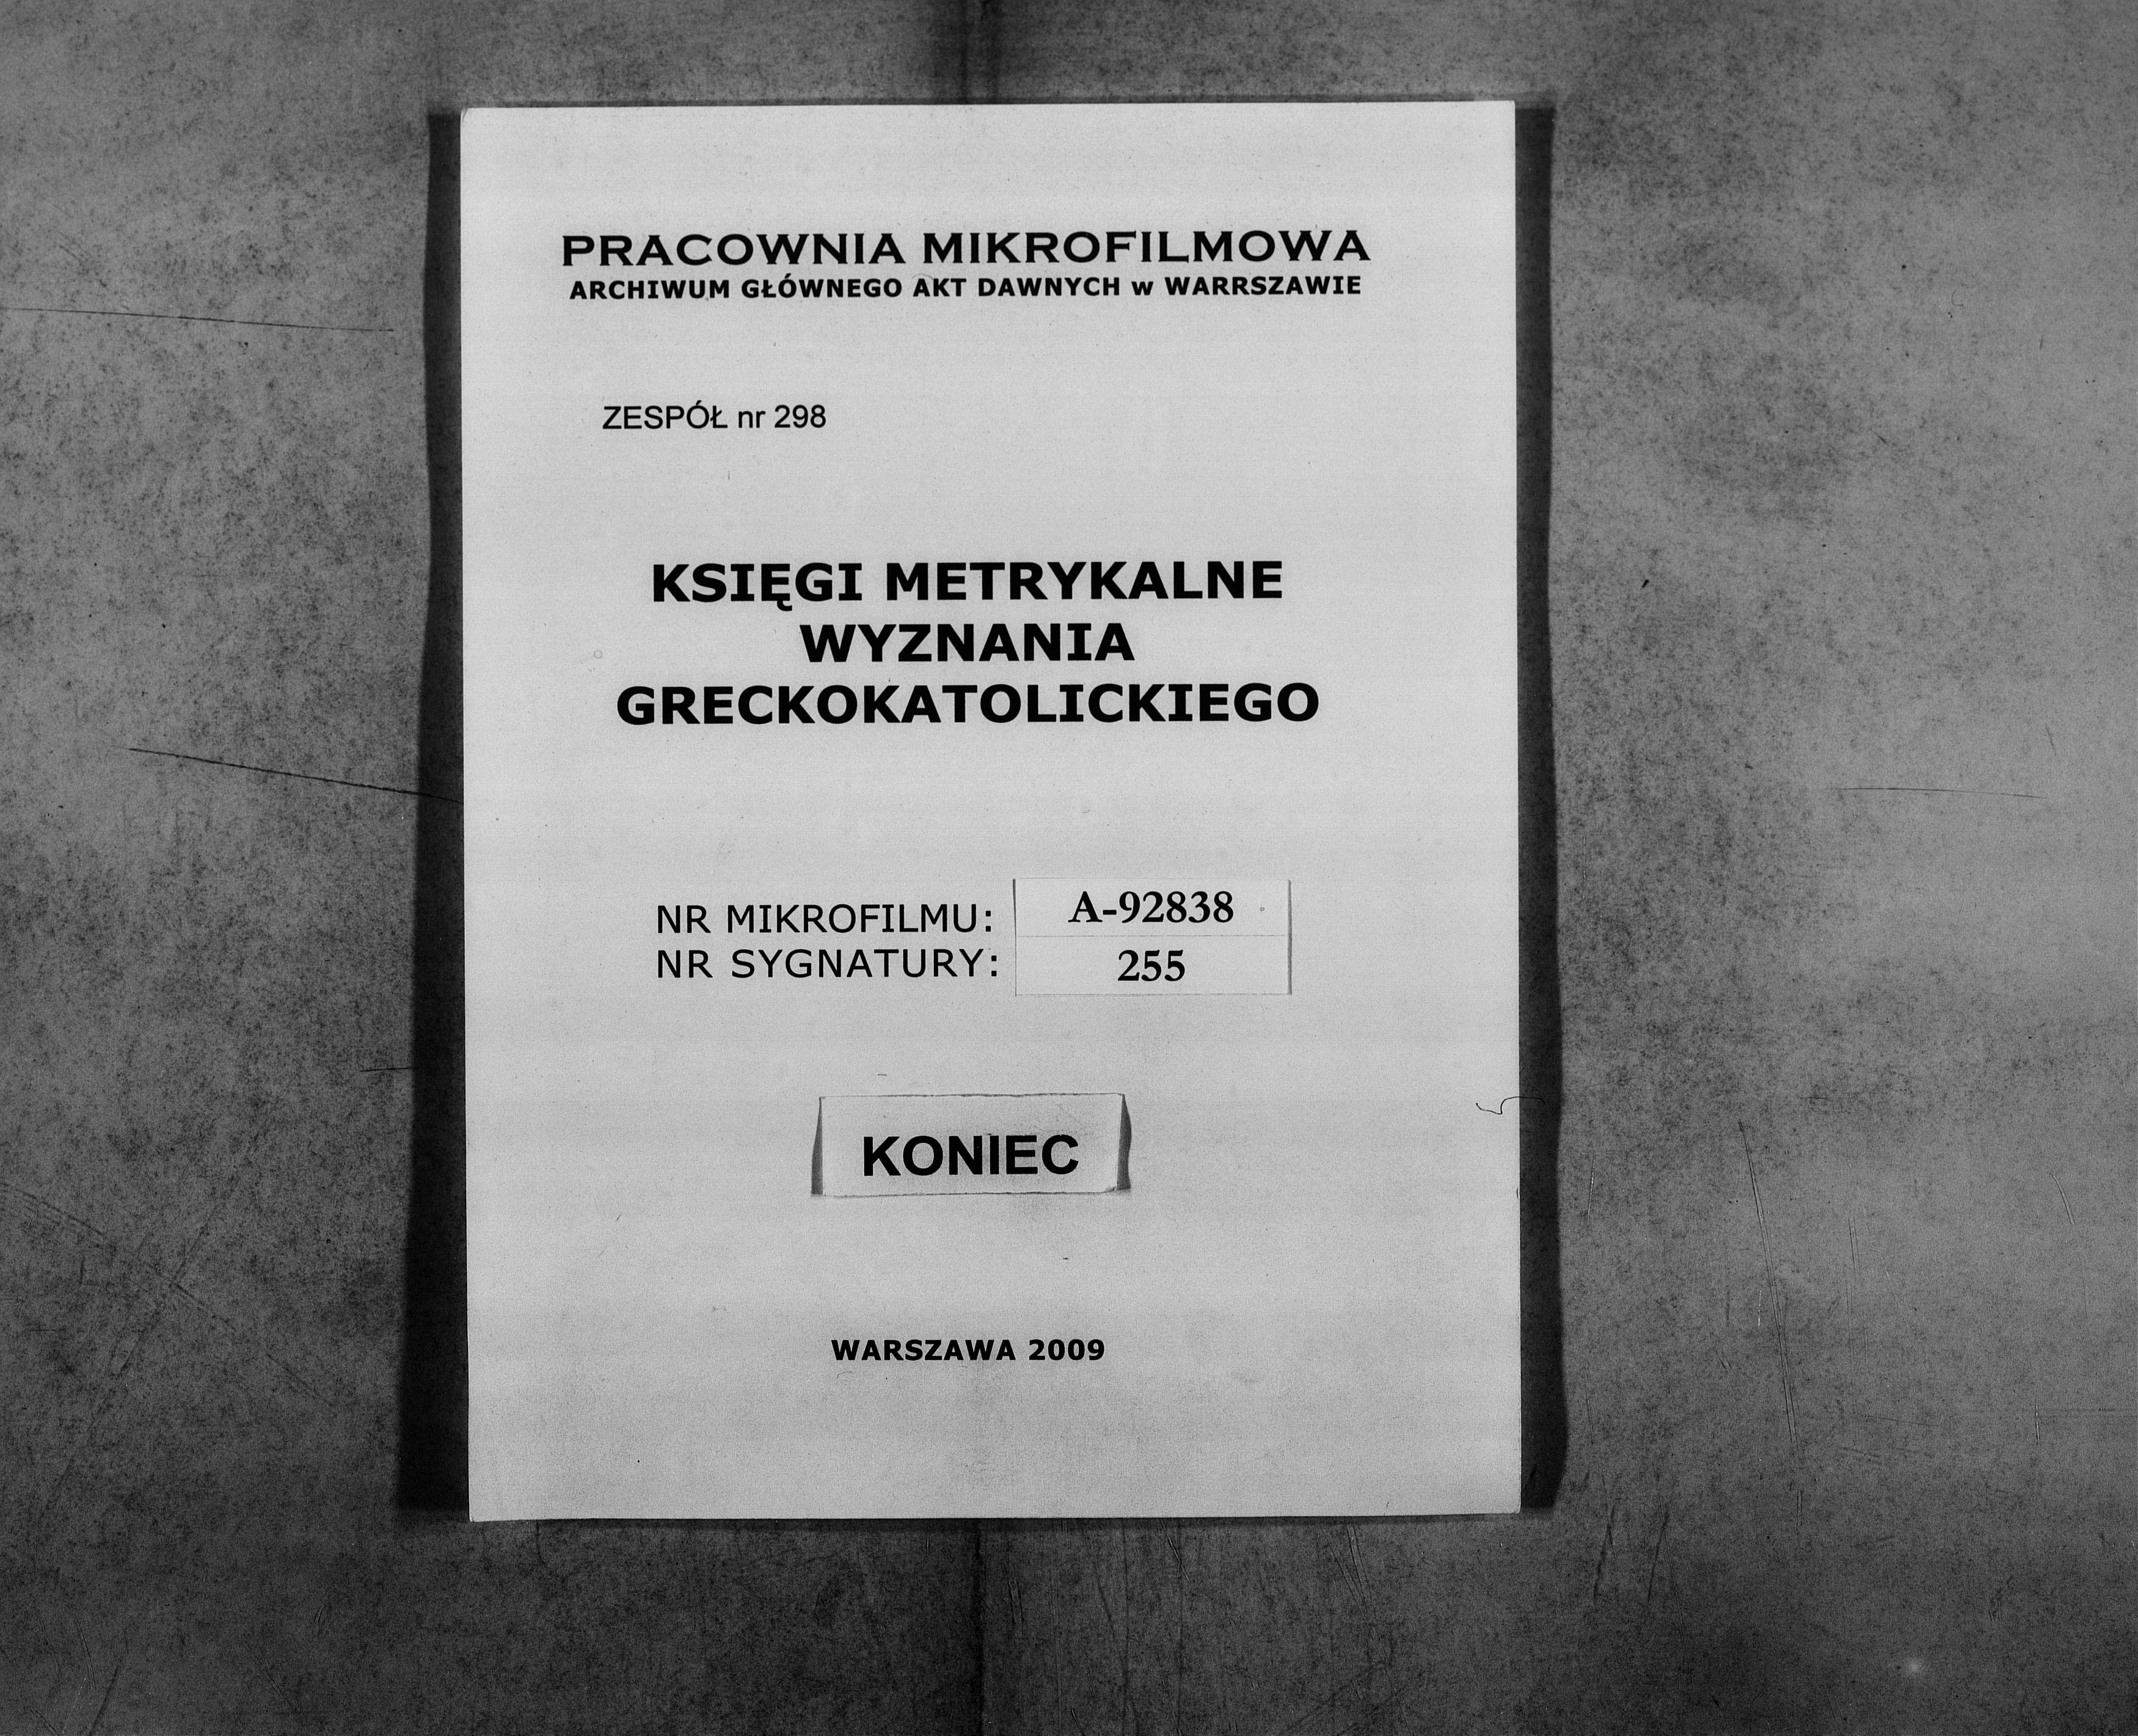 PRACOWNIA MIKROFILMOWA
ARCHIWUM GŁÓWNEGO AKT DAWNYCH w WARRSZAWIE
ZESPÓŁ nr 298
KSIĘGI METRYKALNE
WYZNANIA
GRECKOKATOLICKIEGO
NR MIKROFILMU: A-92838
NR SYGNATURY: 255
KONIEC
WARSZAWA 2009